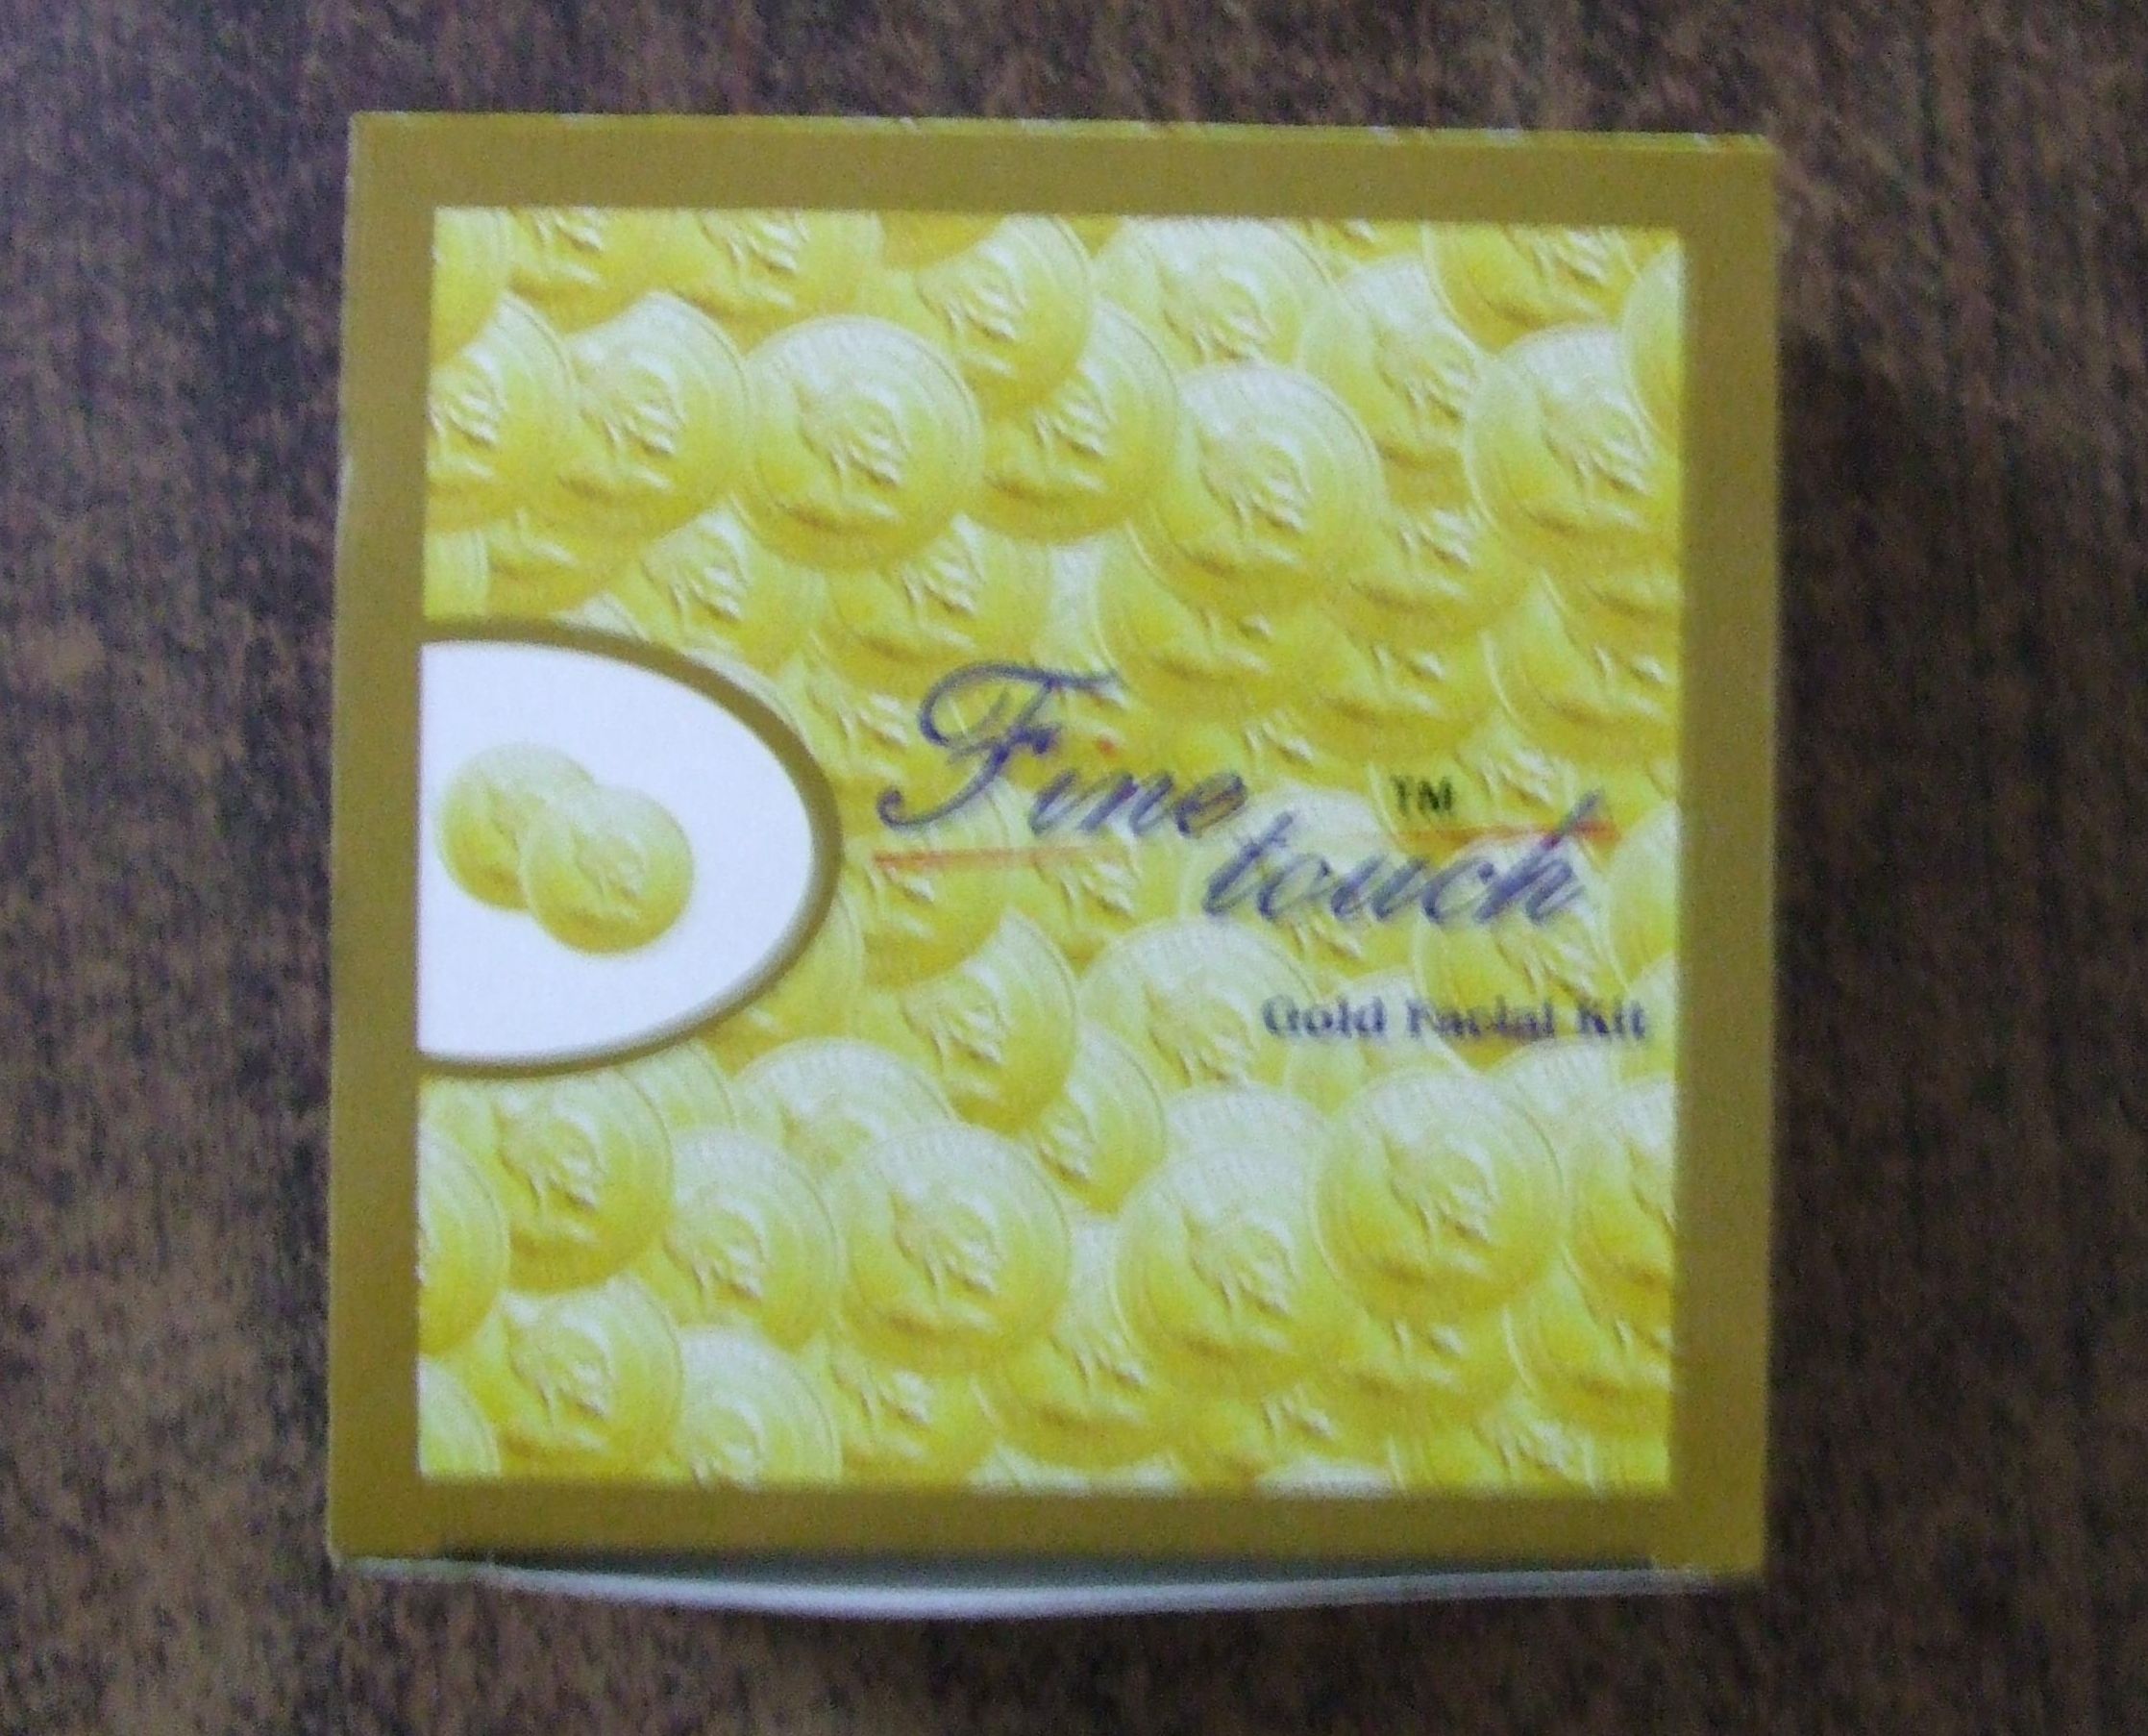 Fine
touch TM
Gold Facial Kit